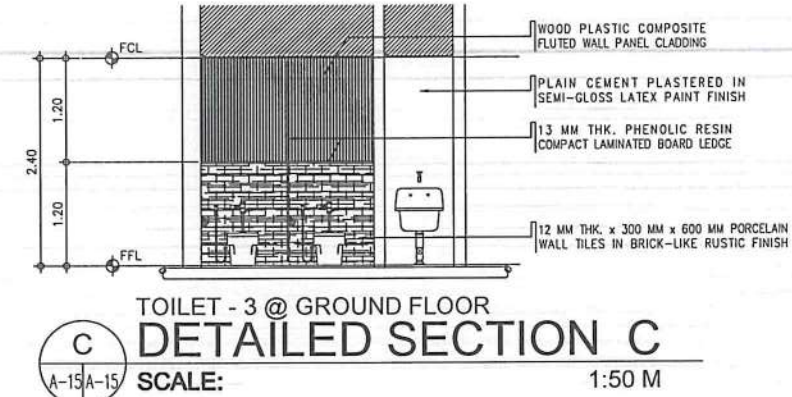 FCL
WOOD PLASTIC COMPOSITE
FLUTED WALL PANEL CLADDING
PLAIN CEMENT PLASTERED IN
SEMI-GLOSS LATEX PAINT FINISH
1.20
2.40
13 MM THK. PHENOLIC RESIN
COMPACT LAMINATED BOARD LEDGE
1.20
12 MM THK. x 300 MM x 600 MM PORCELAIN
WALL TILES IN BRICK-LIKE RUSTIC FINISH
FFL
TOILET - 3 @ GROUND FLOOR
C DETAILED SECTION C
A-15 A-15 SCALE: 1:50 M